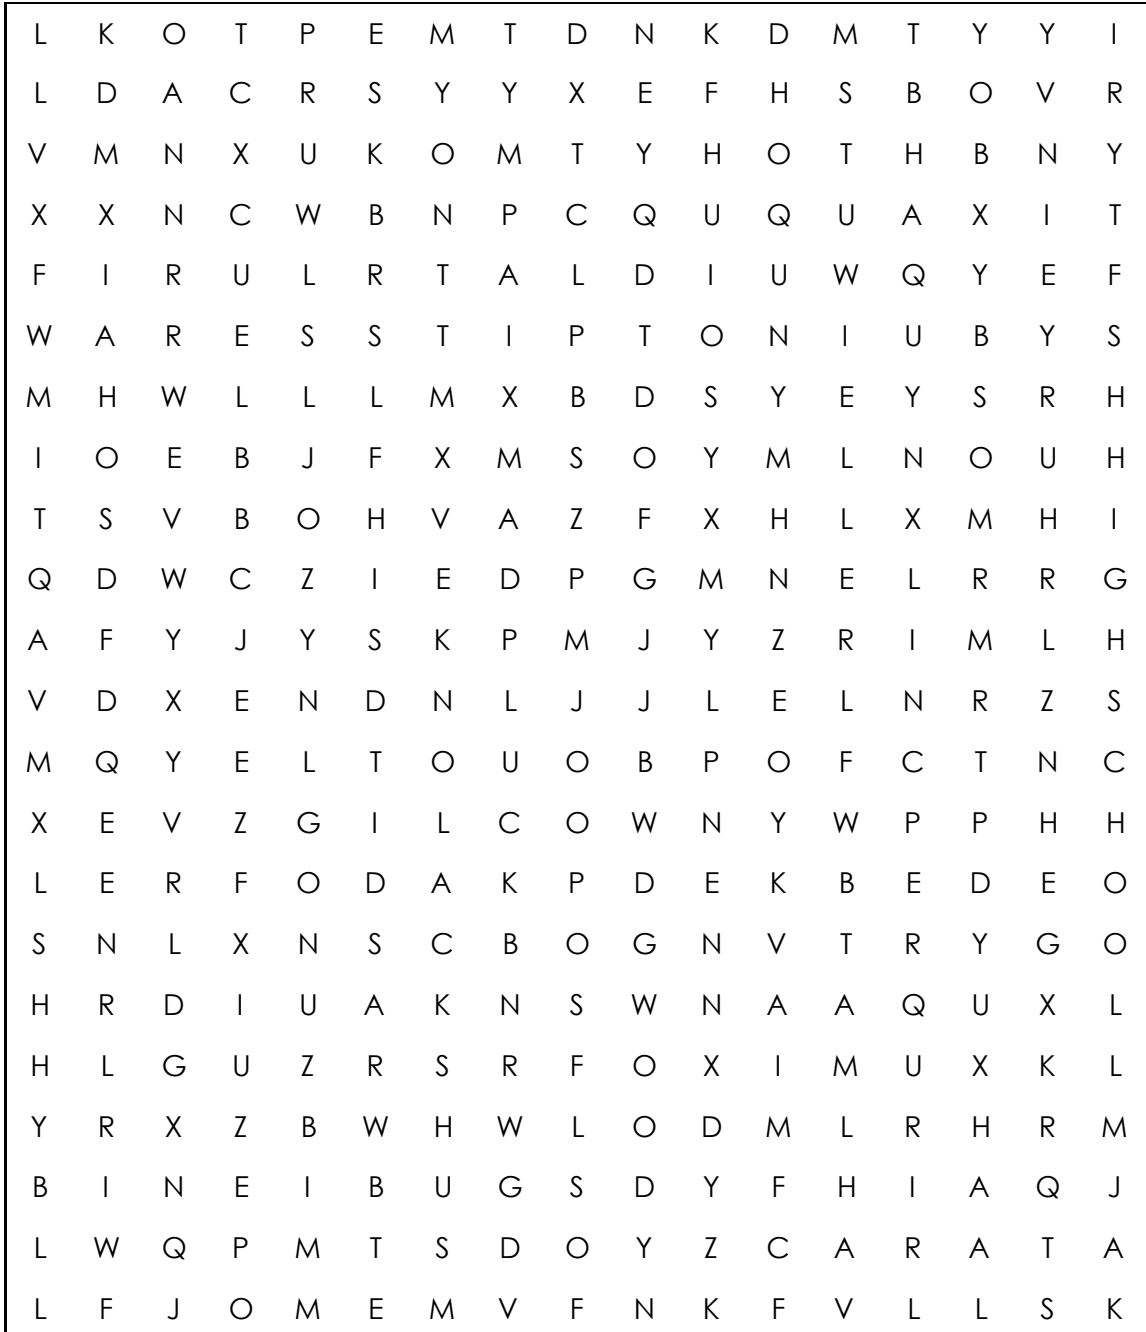 L K O T P E M T D N K D M T Y Y I
L D A C R S Y Y X E F H S B O V R
V M N X U K O M T Y H O T H B N Y
X X N C W B N P C Q U Q U A X I T
F I R U L R T A L D I U W Q Y E F
W A R E S S T I P T O N I U B Y S
M H W L L L M X B D S Y E Y S R H
I O E B J F X M S O Y M L N O U H
T S V B O H V A Z F X H L X M H I
Q D W C Z I E D P G M N E L R R G
A F Y J Y S K P M J Y Z R I M L H
V D X E N D N L J J L E L N R Z S
M Q Y E L T O U O B P O F C T N C
X E V Z G I L C O W N Y W P P H H
L E R F O D A K P D E K B E D E O
S N L X N S C B O G N V T R Y G O
H R D I U A K N S W N A A Q U X L
H L G U Z R S R F O X I M U X K L
Y R X Z B W H W L O D M L R H R M
B I N E I B U G S D Y F H I A Q J
L W Q P M T S D O Y Z C A R A T A
L F J O M E M V F N K F V L L S K